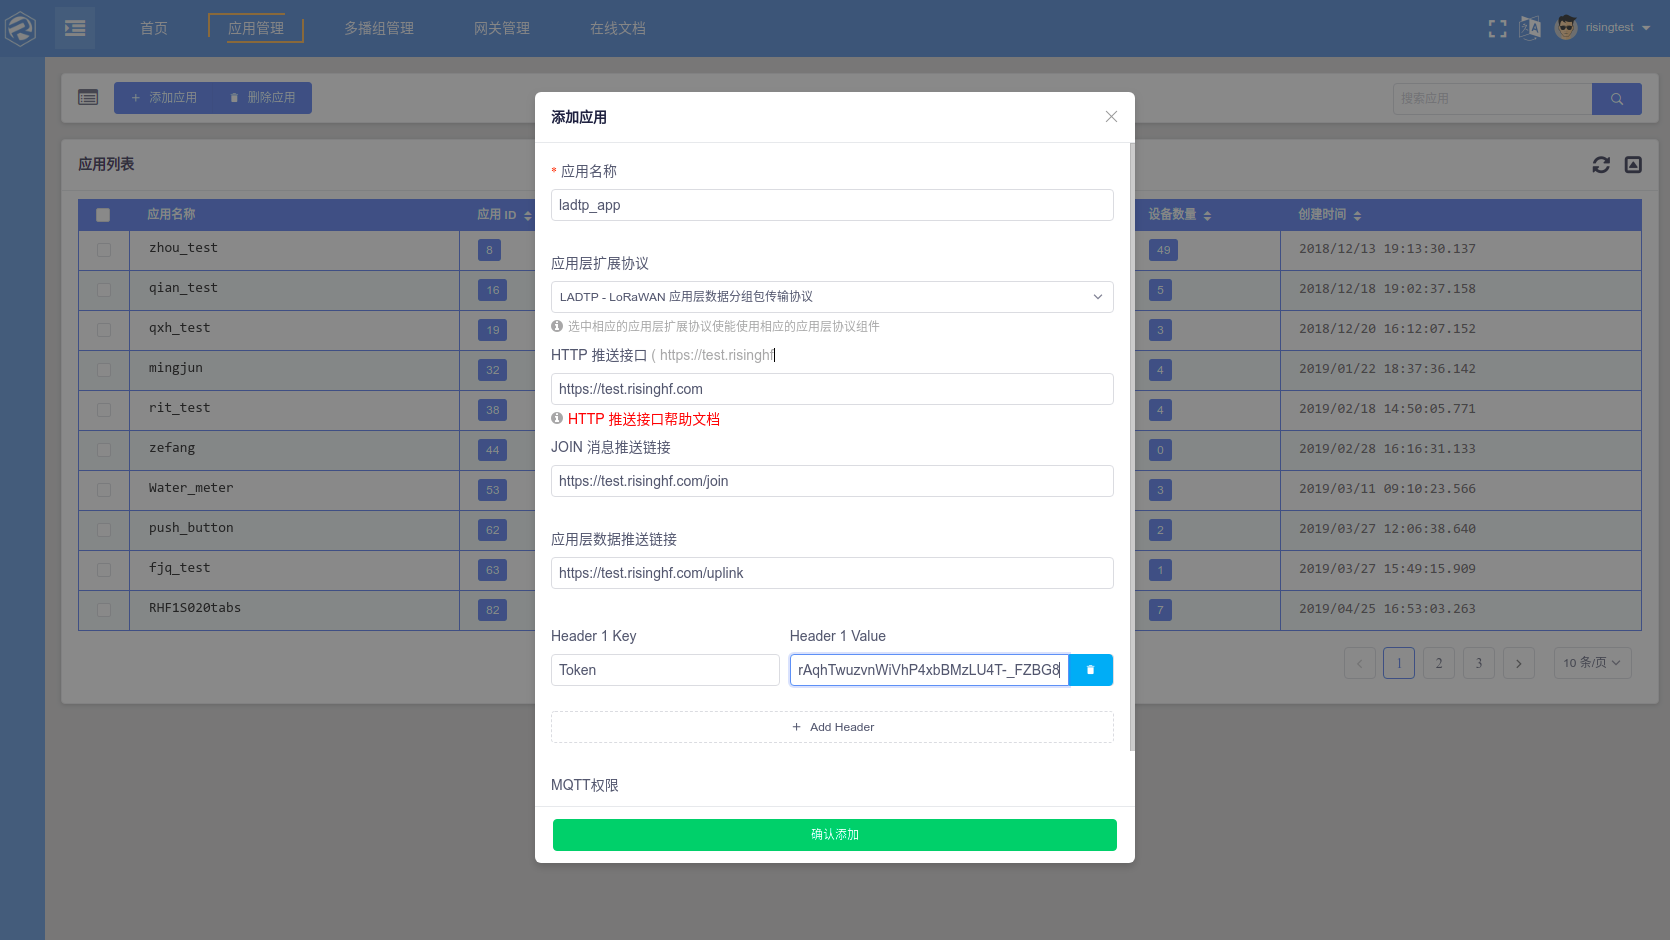 首页
应用管理
多播组管理
网关管理
在线文档
risingtest
+ 添加应用
删除应用
搜索应用
应用列表
应用名称
应用 ID
设备数量
创建时间
zhou_test 8 49 2018/12/13 19:13:30.137
qian_test 16 5 2018/12/18 19:02:37.158
qxh_test 19 3 2018/12/20 16:12:07.152
mingjun 32 4 2019/01/22 18:37:36.142
rit_test 38 4 2019/02/18 14:50:05.771
zefang 44 0 2019/02/28 16:16:31.133
Water_meter 53 3 2019/03/11 09:10:23.566
push_button 62 2 2019/03/27 12:06:38.640
fjq_test 63 1 2019/03/27 15:49:15.909
RHF1S020tabs 82 7 2019/04/25 16:53:03.263
< 1 2 3 > 10 条/页
添加应用
* 应用名称
ladtp_app
应用层扩展协议
LADTP - LoRaWAN 应用层数据分组包传输协议
选中相应的应用层扩展协议使能使用相应的应用层协议组件
HTTP 推送接口 ( https://test.risinghf
https://test.risinghf.com
HTTP 推送接口帮助文档
JOIN 消息推送链接
https://test.risinghf.com/join
应用层数据推送链接
https://test.risinghf.com/uplink
Header 1 Key
Header 1 Value
Token
rAqhTwuzvnWiVhP4xbBMzLU4T-_FZBG8
+ Add Header
MQTT权限
确认添加